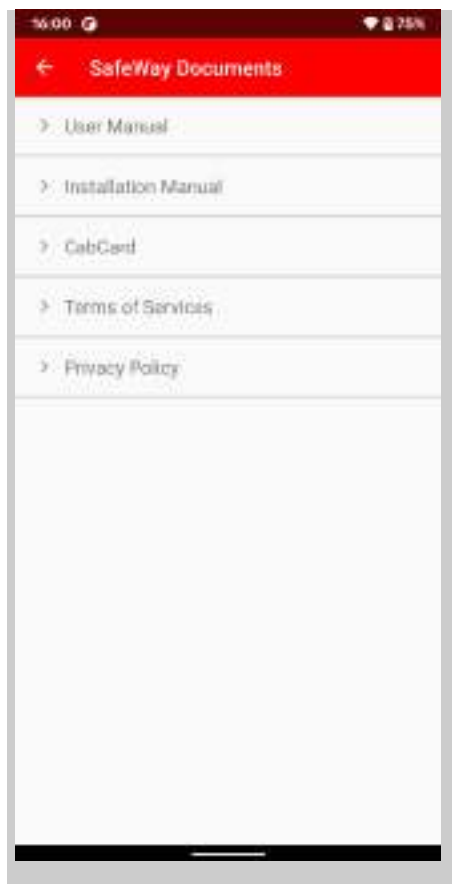 16:00 75%
SafeWay Documents
User Manual
Installation Manual
CabCard
Terms of Services
Privacy Policy